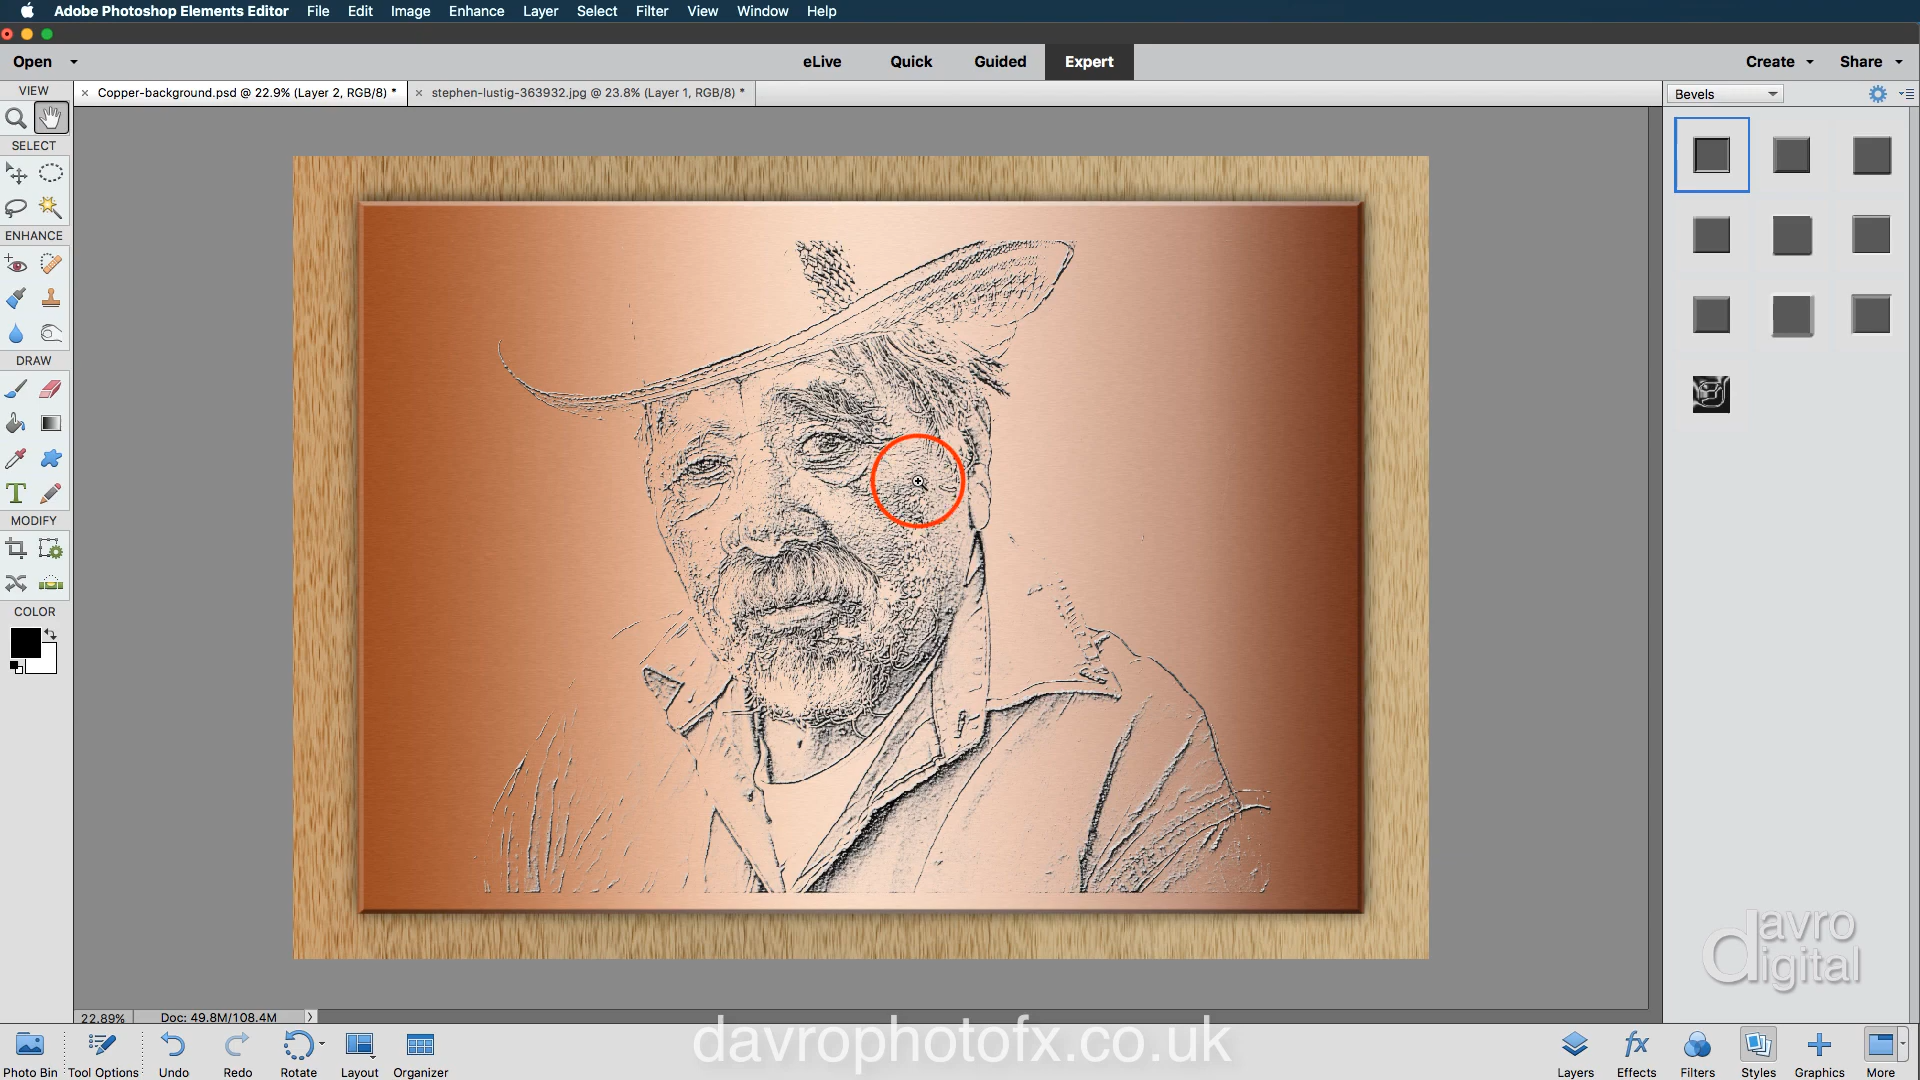 Adobe Photoshop Elements Editor File Edit Image Enhance Layer Select Filter View Window Help
Open eLive Quick Guided Expert Create Share
VIEW
× Copper-background.psd @ 22.9% (Layer 2, RGB/8) * × stephen-lustig-363932.jpg @ 23.8% (Layer 1, RGB/8) *
Bevels
SELECT
ENHANCE
DRAW
T
MODIFY
COLOR
davro
digital
22.89% Doc: 49.8M/108.4M
davrophotofx.co.uk
fx
Photo Bin Tool Options Undo Redo Rotate Layout Organizer Layers Effects Filters Styles Graphics More